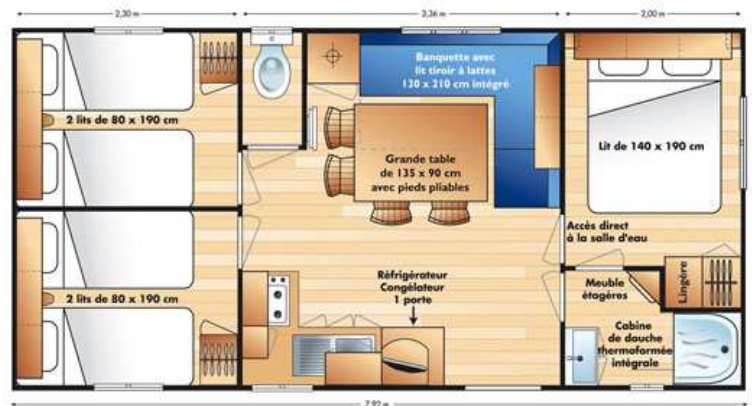 2,30 m
2,36 m
2,00 m
Banquette avec
lit tiroir à lattes
130 x 210 cm intégré
2 lits de 80 x 190 cm
Grande table
de 135 x 90 cm
avec pieds pliables
Lit de 140 x 190 cm
Accès direct
à la salle d'eau
Réfrigérateur
Congélateur
1 porte
Meuble
étagères
Lingère
2 lits de 80 x 190 cm
Cabine
de douche
thermoformée
intégrale
7,92 m